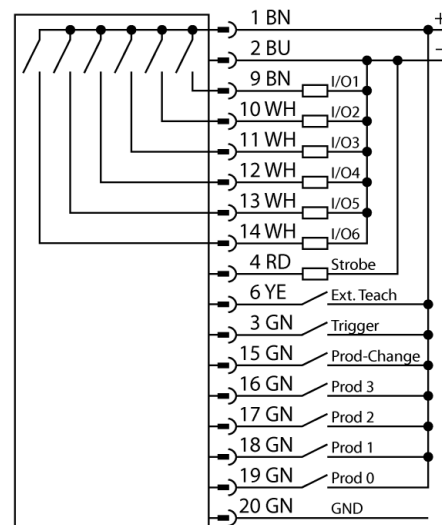 1 BN +
2 BU −
9 BN I/O1
10 WH I/O2
11 WH I/O3
12 WH I/O4
13 WH I/O5
14 WH I/O6
4 RD Strobe
6 YE Ext. Teach
3 GN Trigger
15 GN Prod-Change
16 GN Prod 3
17 GN Prod 2
18 GN Prod 1
19 GN Prod 0
20 GN GND